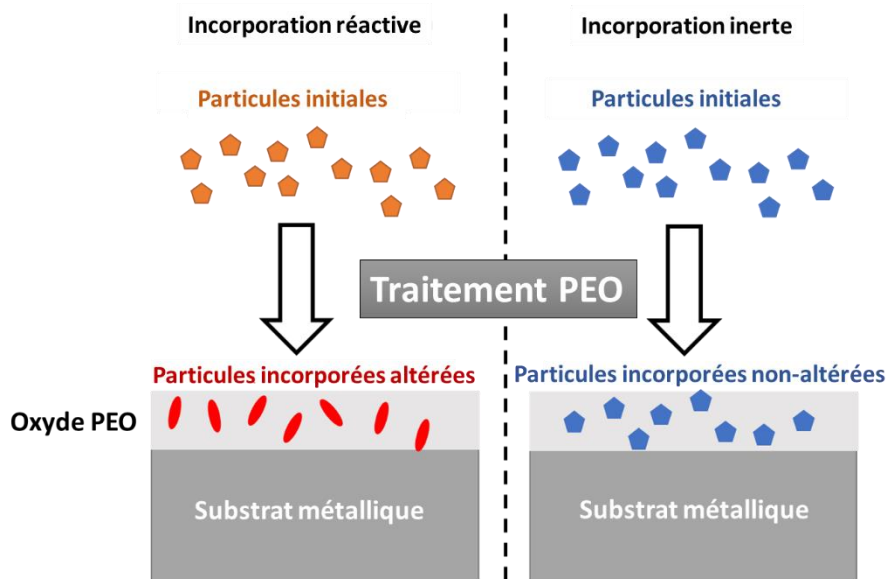 Incorporation réactive
Incorporation inerte
Particules initiales
Particules initiales
Traitement PEO
Particules incorporées altérées
Particules incorporées non-altérées
Oxyde PEO
Substrat métallique
Substrat métallique